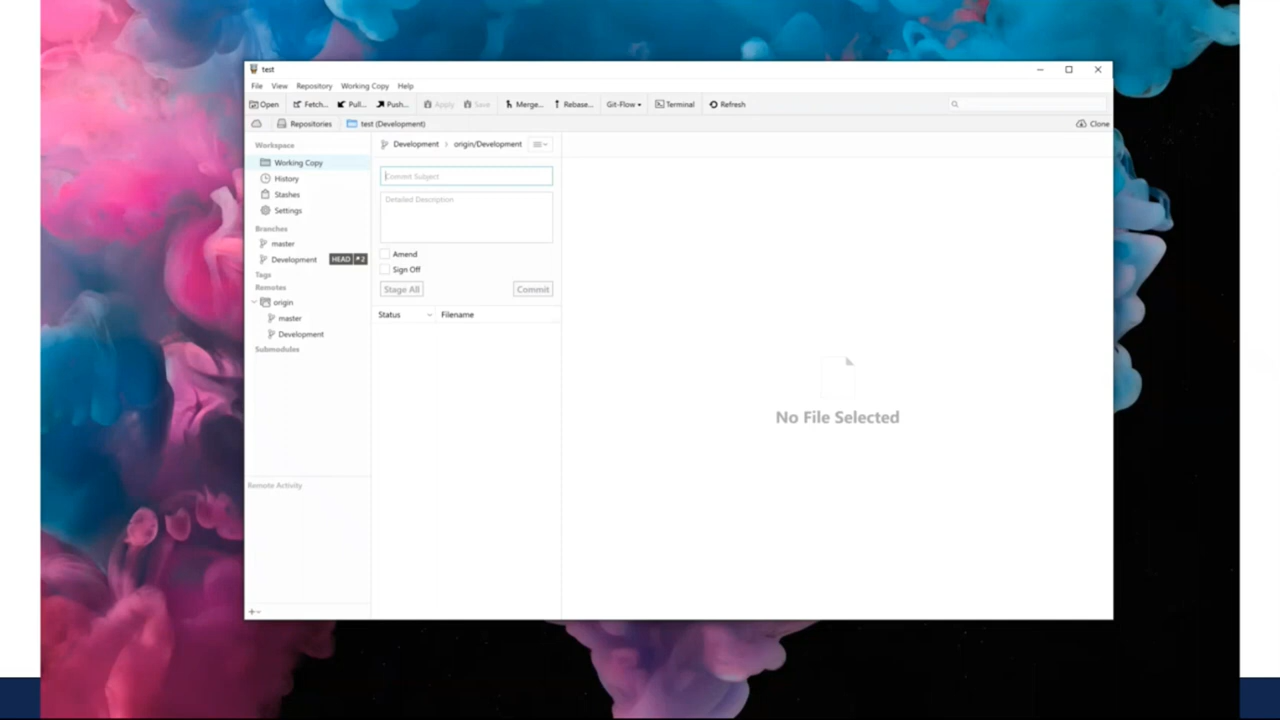 test
File View Repository Working Copy Help
Open Fetch... Pull... Push... Apply Save Merge... Rebase... Git-Flow Terminal Refresh
Repositories test (Development) Clone
Workspace
Working Copy
History
Stashes
Settings
Branches
master
Development HEAD 2
Tags
Remotes
origin
master
Development
Submodules
Remote Activity
Development > origin/Development
Commit Subject
Detailed Description
Amend
Sign Off
Stage All Commit
Status Filename
No File Selected